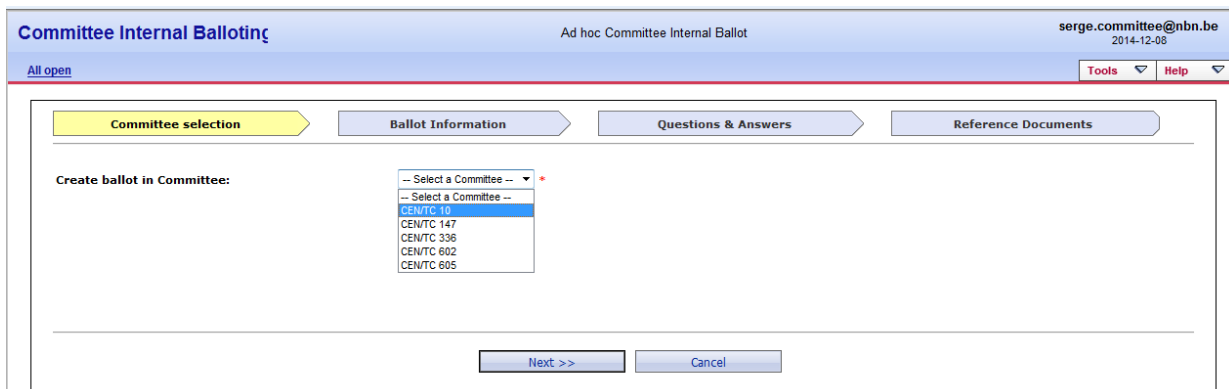 Committee Internal Balloting
Ad hoc Committee Internal Ballot
serge.committee@nbn.be
2014-12-08
All open
Tools
Help
Committee selection
Ballot Information
Questions & Answers
Reference Documents
Create ballot in Committee:
-- Select a Committee -- *
-- Select a Committee --
CEN/TC 10
CEN/TC 147
CEN/TC 336
CEN/TC 602
CEN/TC 605
Next >>
Cancel